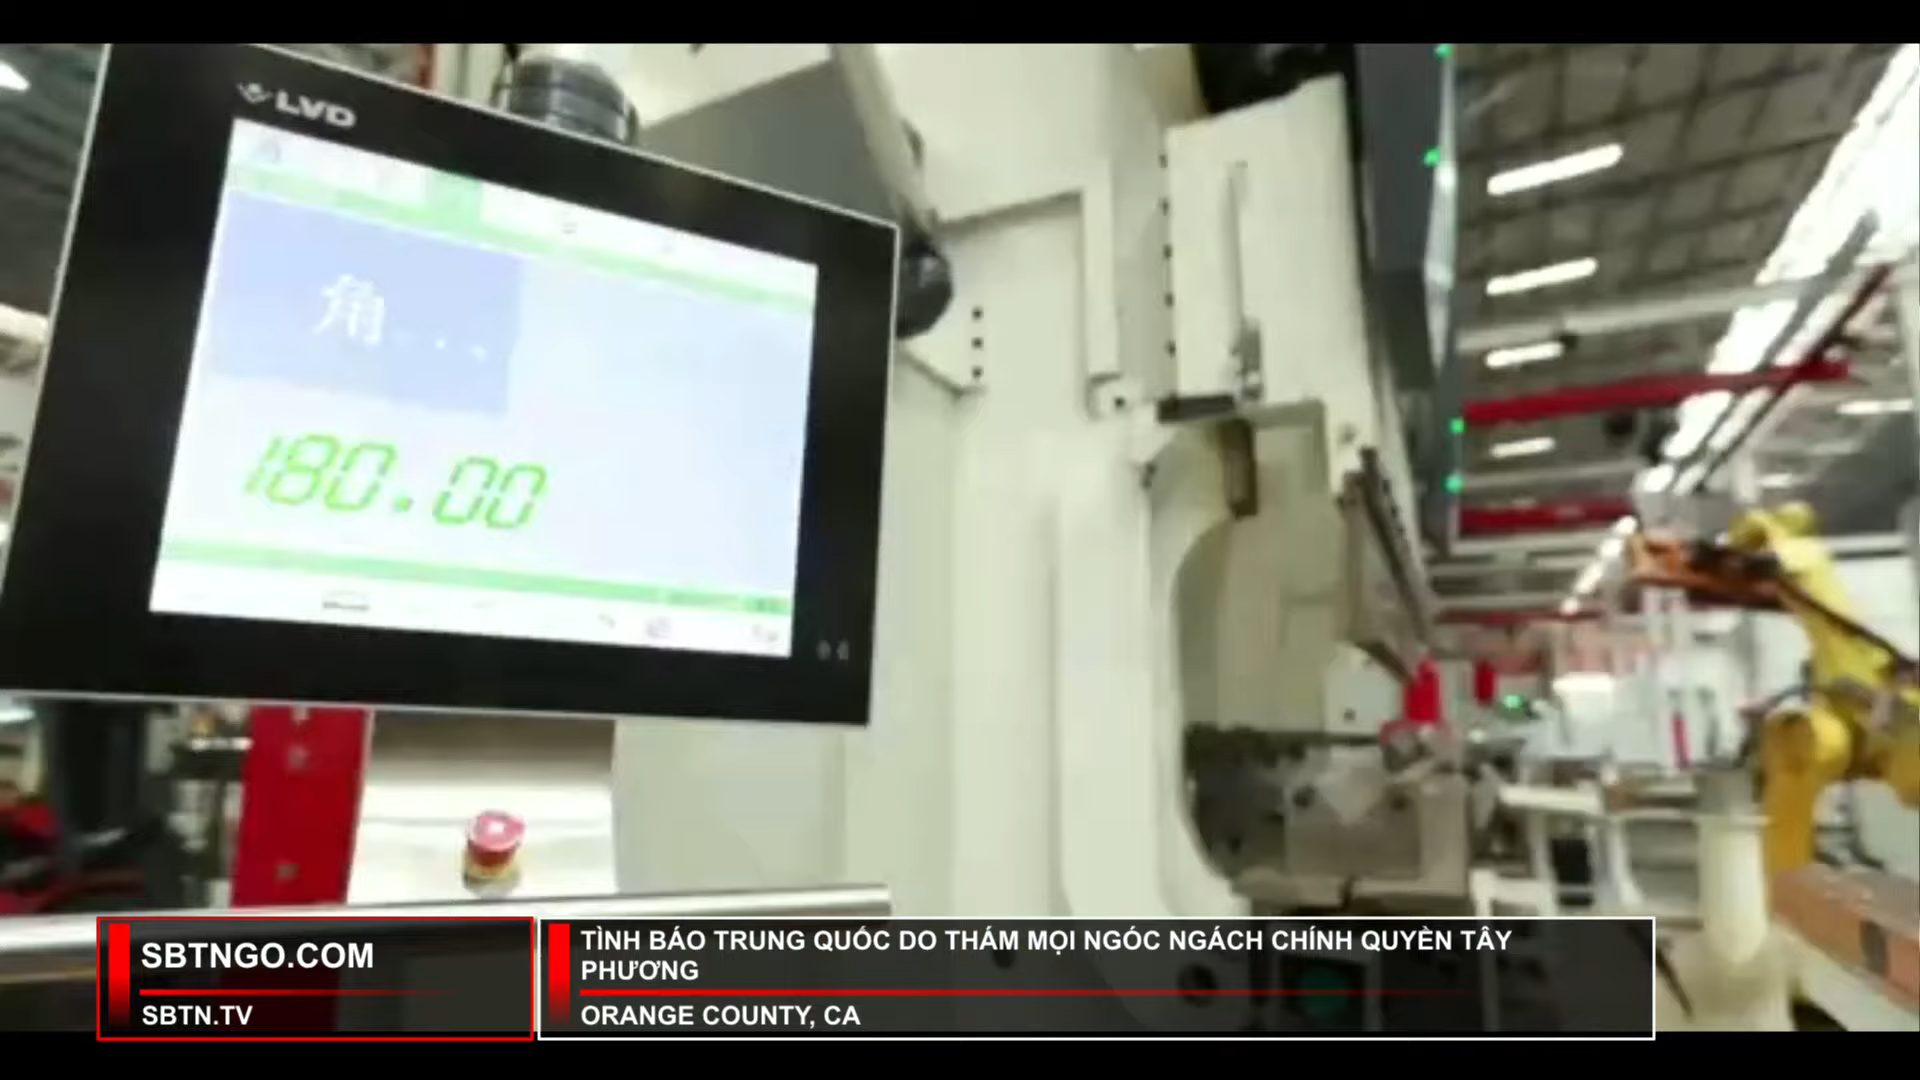 LVD
角...
180.00
SBTNGO.COM
SBTN.TV
TÌNH BÁO TRUNG QUỐC DO THÁM MỌI NGÓC NGÁCH CHÍNH QUYỀN TÂY
PHƯƠNG
ORANGE COUNTY, CA